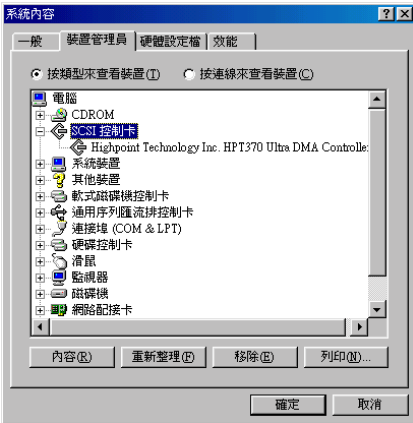 系統內容
一般 裝置管理員 硬體設定檔 效能
按類型來查看裝置(I) 按連線來查看裝置(C)
電腦
CDROM
SCSI 控制卡
Highpoint Technology Inc. HPT370 Ultra DMA Controlle
系統裝置
其他裝置
軟式磁碟機控制卡
通用序列匯流排控制卡
連接埠 (COM & LPT)
硬碟控制卡
滑鼠
監視器
磁碟機
網路配接卡
內容(R) 重新整理(F) 移除(E) 列印(N)...
確定 取消